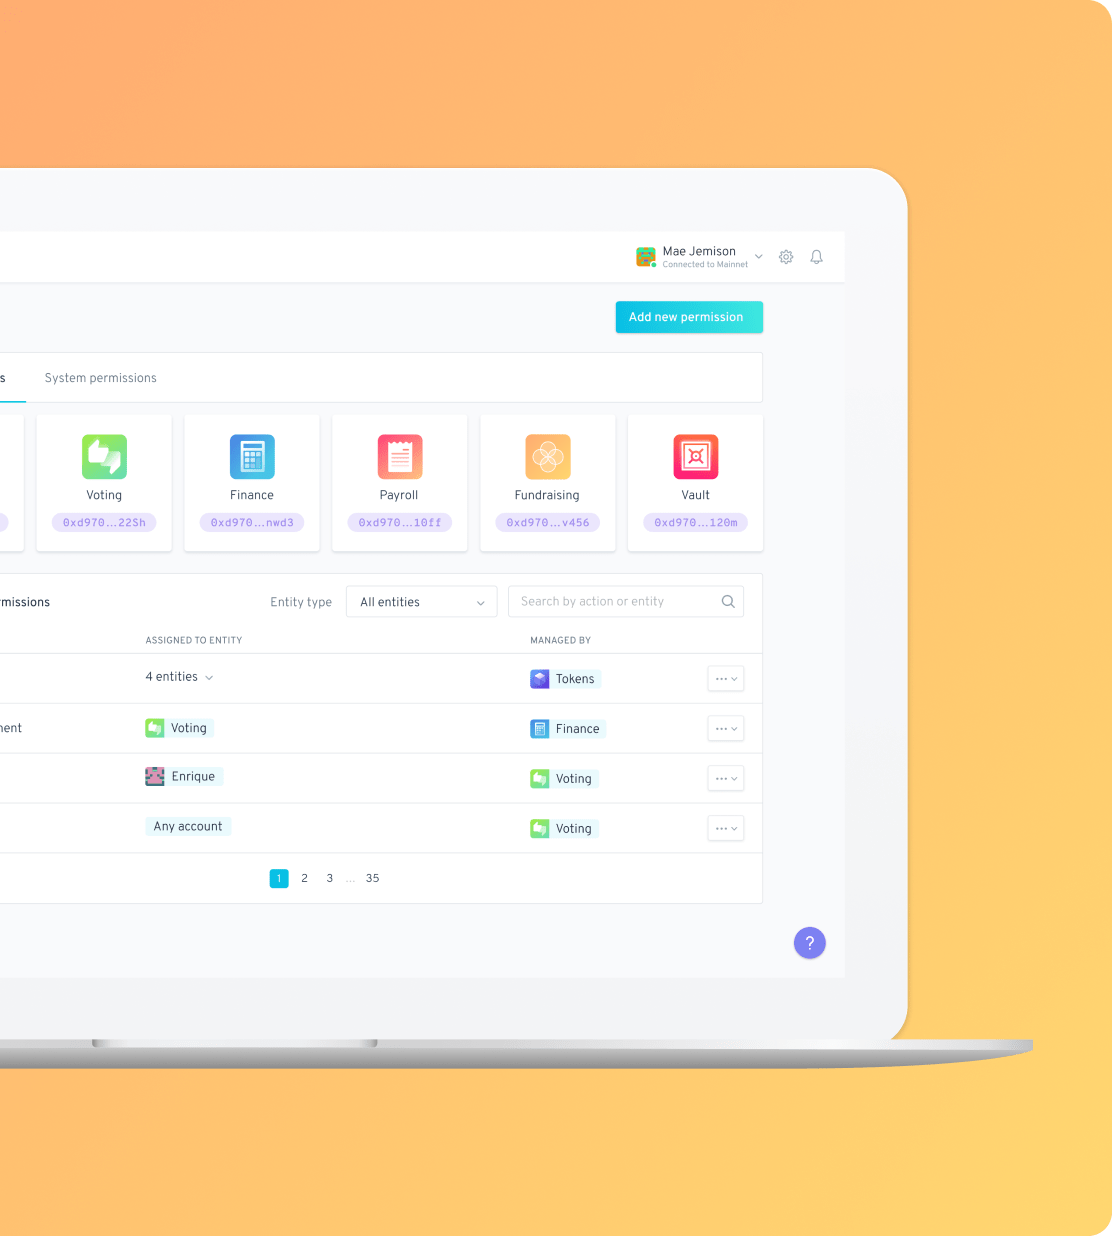 Mae Jemison
Connected to Mainnet
Add new permission
s System permissions
Voting Finance Payroll Fundraising Vault
0xd970...22Sh 0xd970...nwd3 0xd970...10ff 0xd970...v456 0xd970...120m
missions Entity type All entities Search by action or entity
ASSIGNED TO ENTITY MANAGED BY
4 entities Tokens
nent Voting Finance
Enrique Voting
Any account Voting
1 2 3 ... 35
?